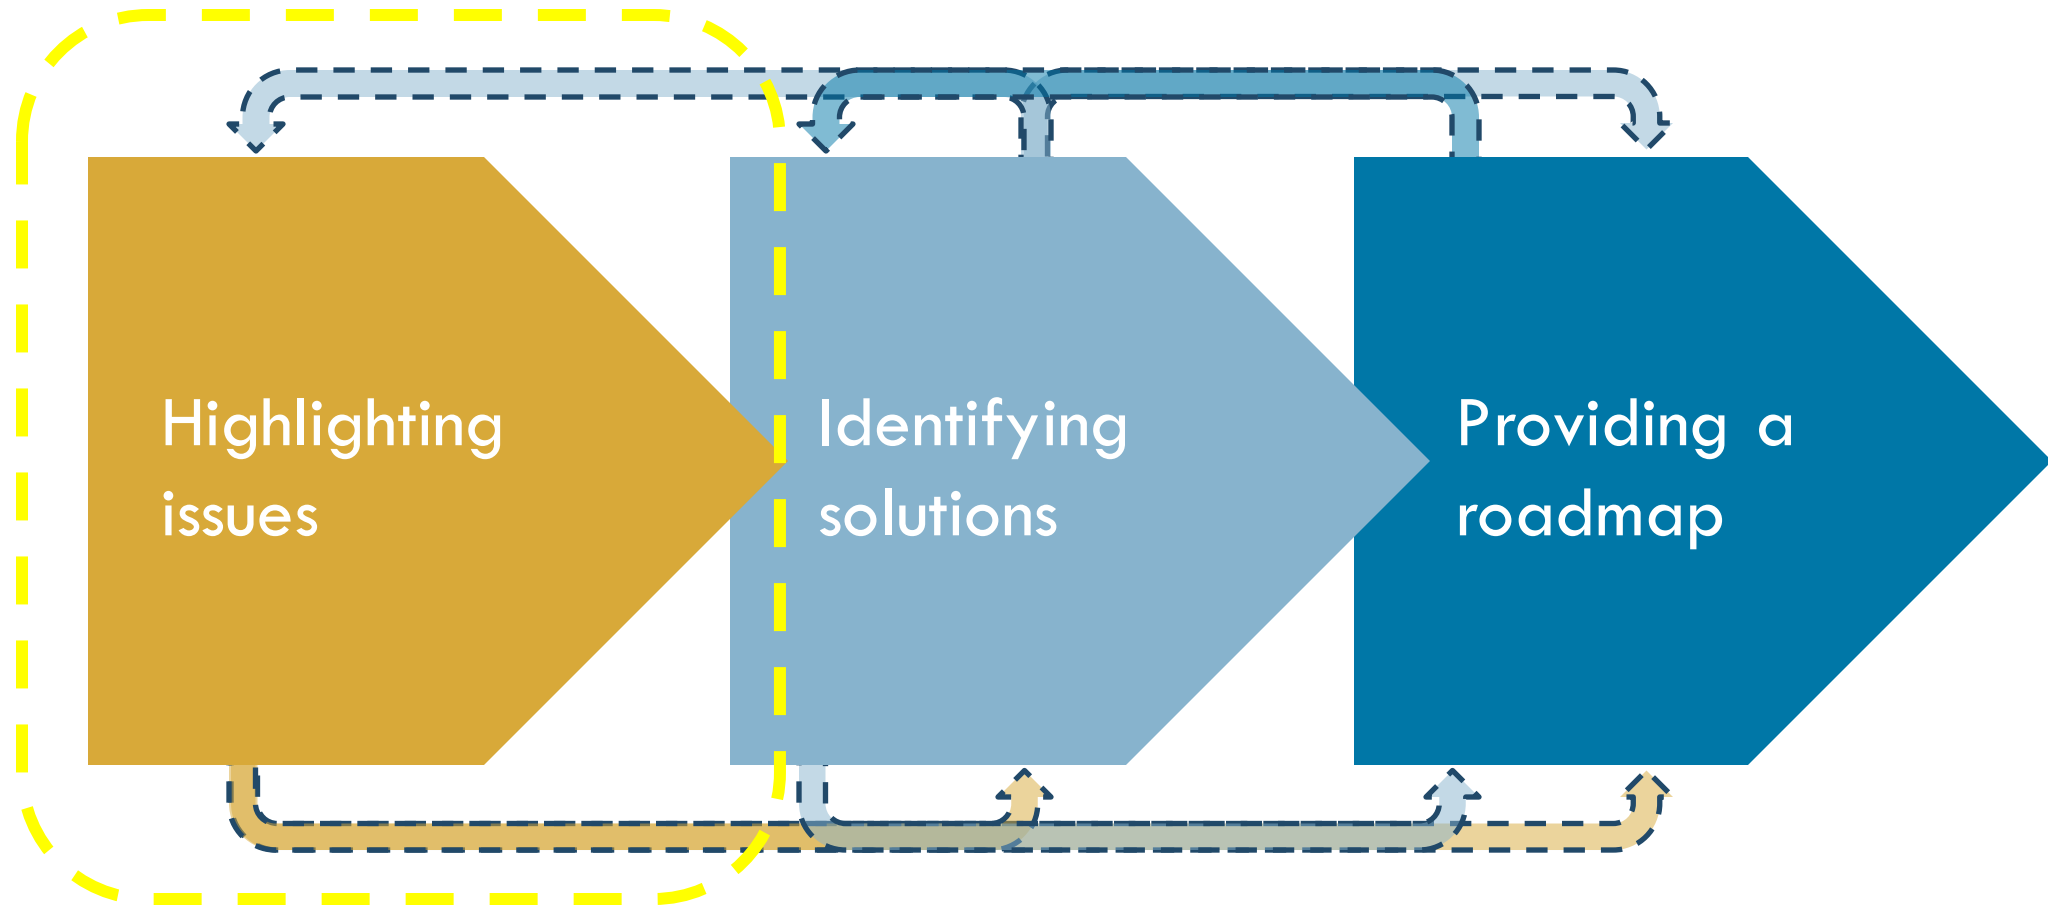 Highlighting
issues
Identifying
solutions
Providing a
roadmap